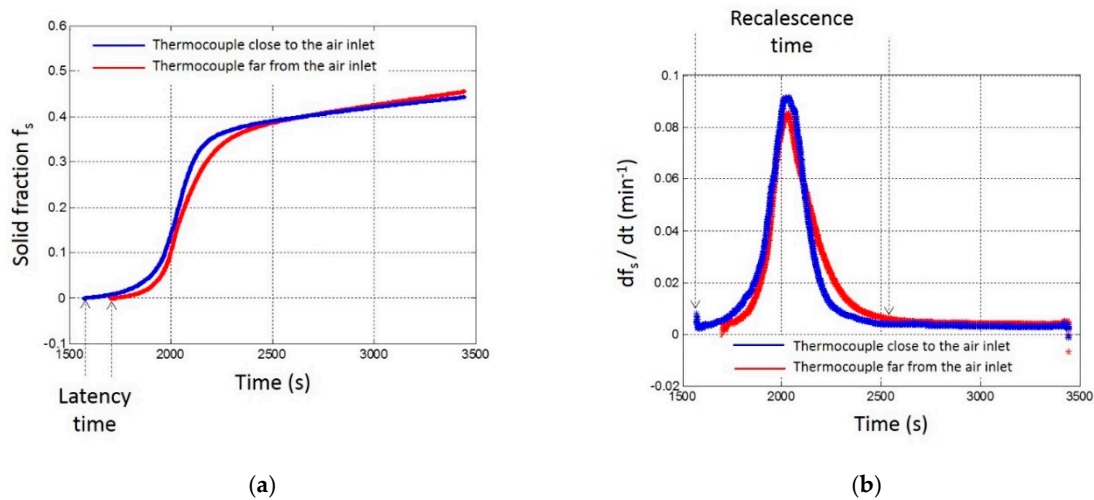 0.6
Thermocouple close to the air inlet
Thermocouple far from the air inlet
0.5
0.4
0.3
0.2
0.1
0
-0.1
Solid fraction fs
1500 2000 2500 3000 3500
Time (s)
Latency
time
(a)
Recalescence
time
0.1
0.08
0.06
0.04
0.02
0
-0.02
dfs / dt (min-1)
Thermocouple close to the air inlet
Thermocouple far from the air inlet
1500 2000 2500 3000 3500
Time (s)
(b)